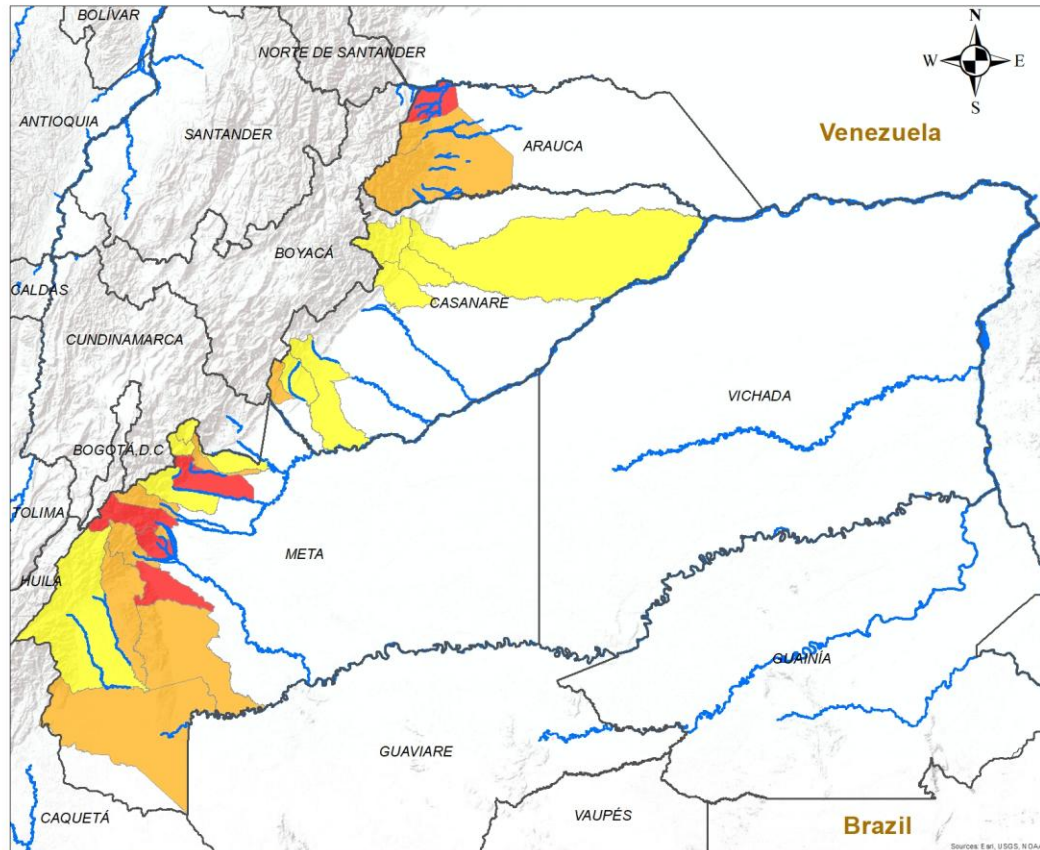 BOLÍVAR
NORTE DE SANTANDER
N
W
E
S
ANTIOQUIA
SANTANDER
ARAUCA
Venezuela
BOYACÁ
CALDAS
CASANARE
CUNDINAMARCA
VICHADA
BOGOTÁ,D.C
TOLIMA
META
HUILA
GUAINÍA
GUAVIARE
CAQUETÁ
VAUPÉS
Brazil
Sources: Esri, USGS, NOAA